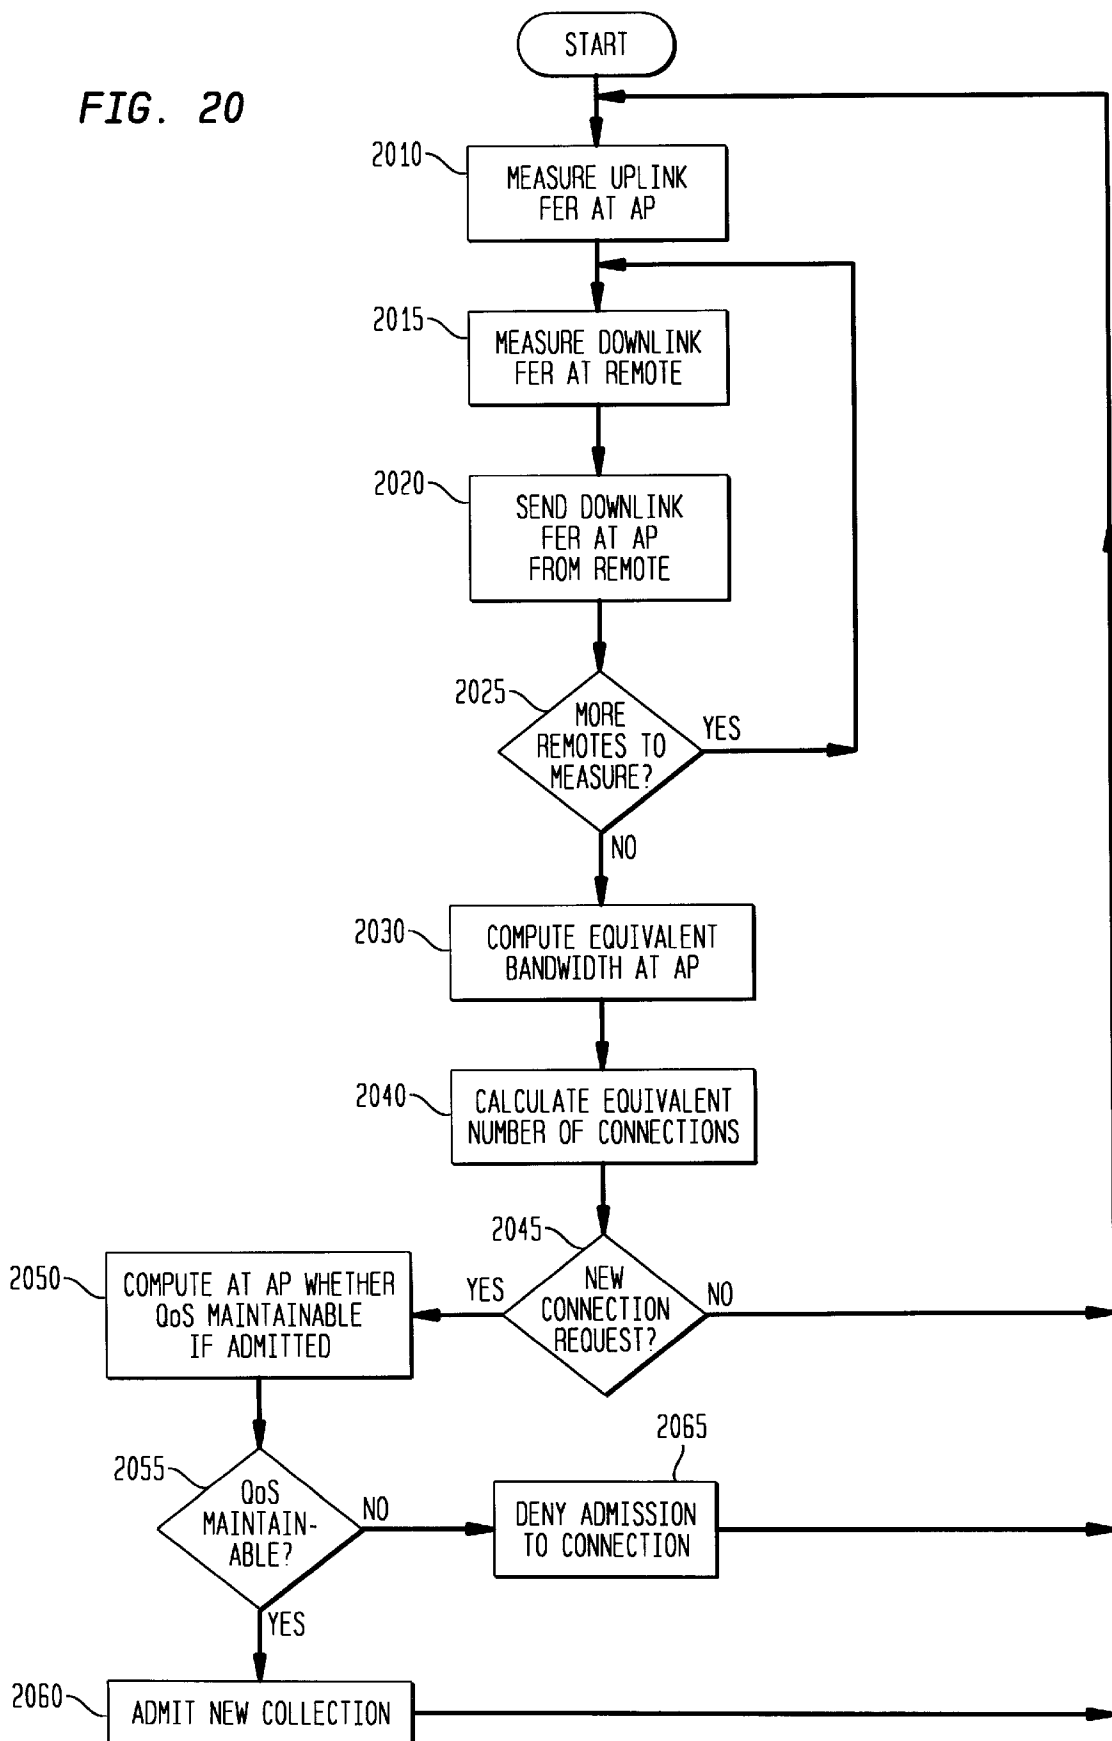 START
FIG. 20
2010
MEASURE UPLINK
FER AT AP
2015
MEASURE DOWNLINK
FER AT REMOTE
2020
SEND DOWNLINK
FER AT AP
FROM REMOTE
2025
MORE
REMOTES TO
MEASURE?
YES
NO
2030
COMPUTE EQUIVALENT
BANDWIDTH AT AP
2040
CALCULATE EQUIVALENT
NUMBER OF CONNECTIONS
2045
NEW
CONNECTION
REQUEST?
YES
NO
2050
COMPUTE AT AP WHETHER
QoS MAINTAINABLE
IF ADMITTED
2055
QoS
MAINTAIN-
ABLE?
NO
YES
2065
DENY ADMISSION
TO CONNECTION
2060
ADMIT NEW COLLECTION